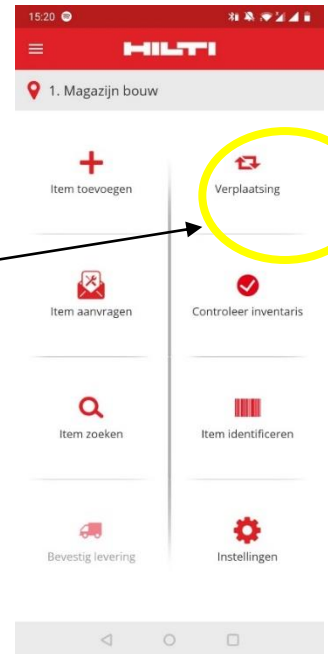 15:20
HILTI
1. Magazijn bouw
Item toevoegen
Verplaatsing
Item aanvragen
Controleer inventaris
Item zoeken
Item identificeren
Bevestig levering
Instellingen